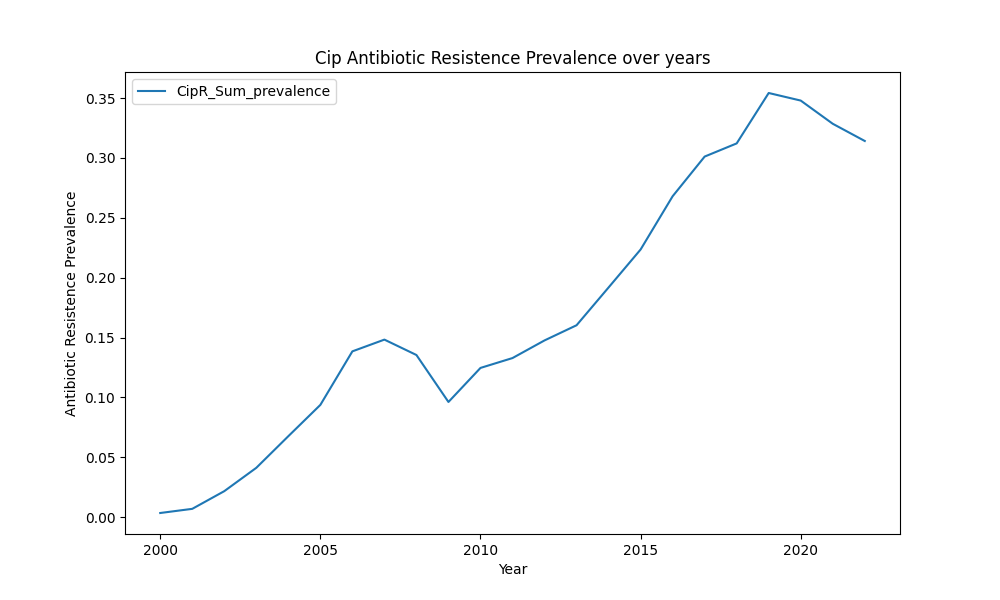 Cip Antibiotic Resistence Prevalence over years
CipR_Sum_prevalence
Antibiotic Resistence Prevalence
0.35
0.30
0.25
0.20
0.15
0.10
0.05
0.00
2000 2005 2010 2015 2020
Year